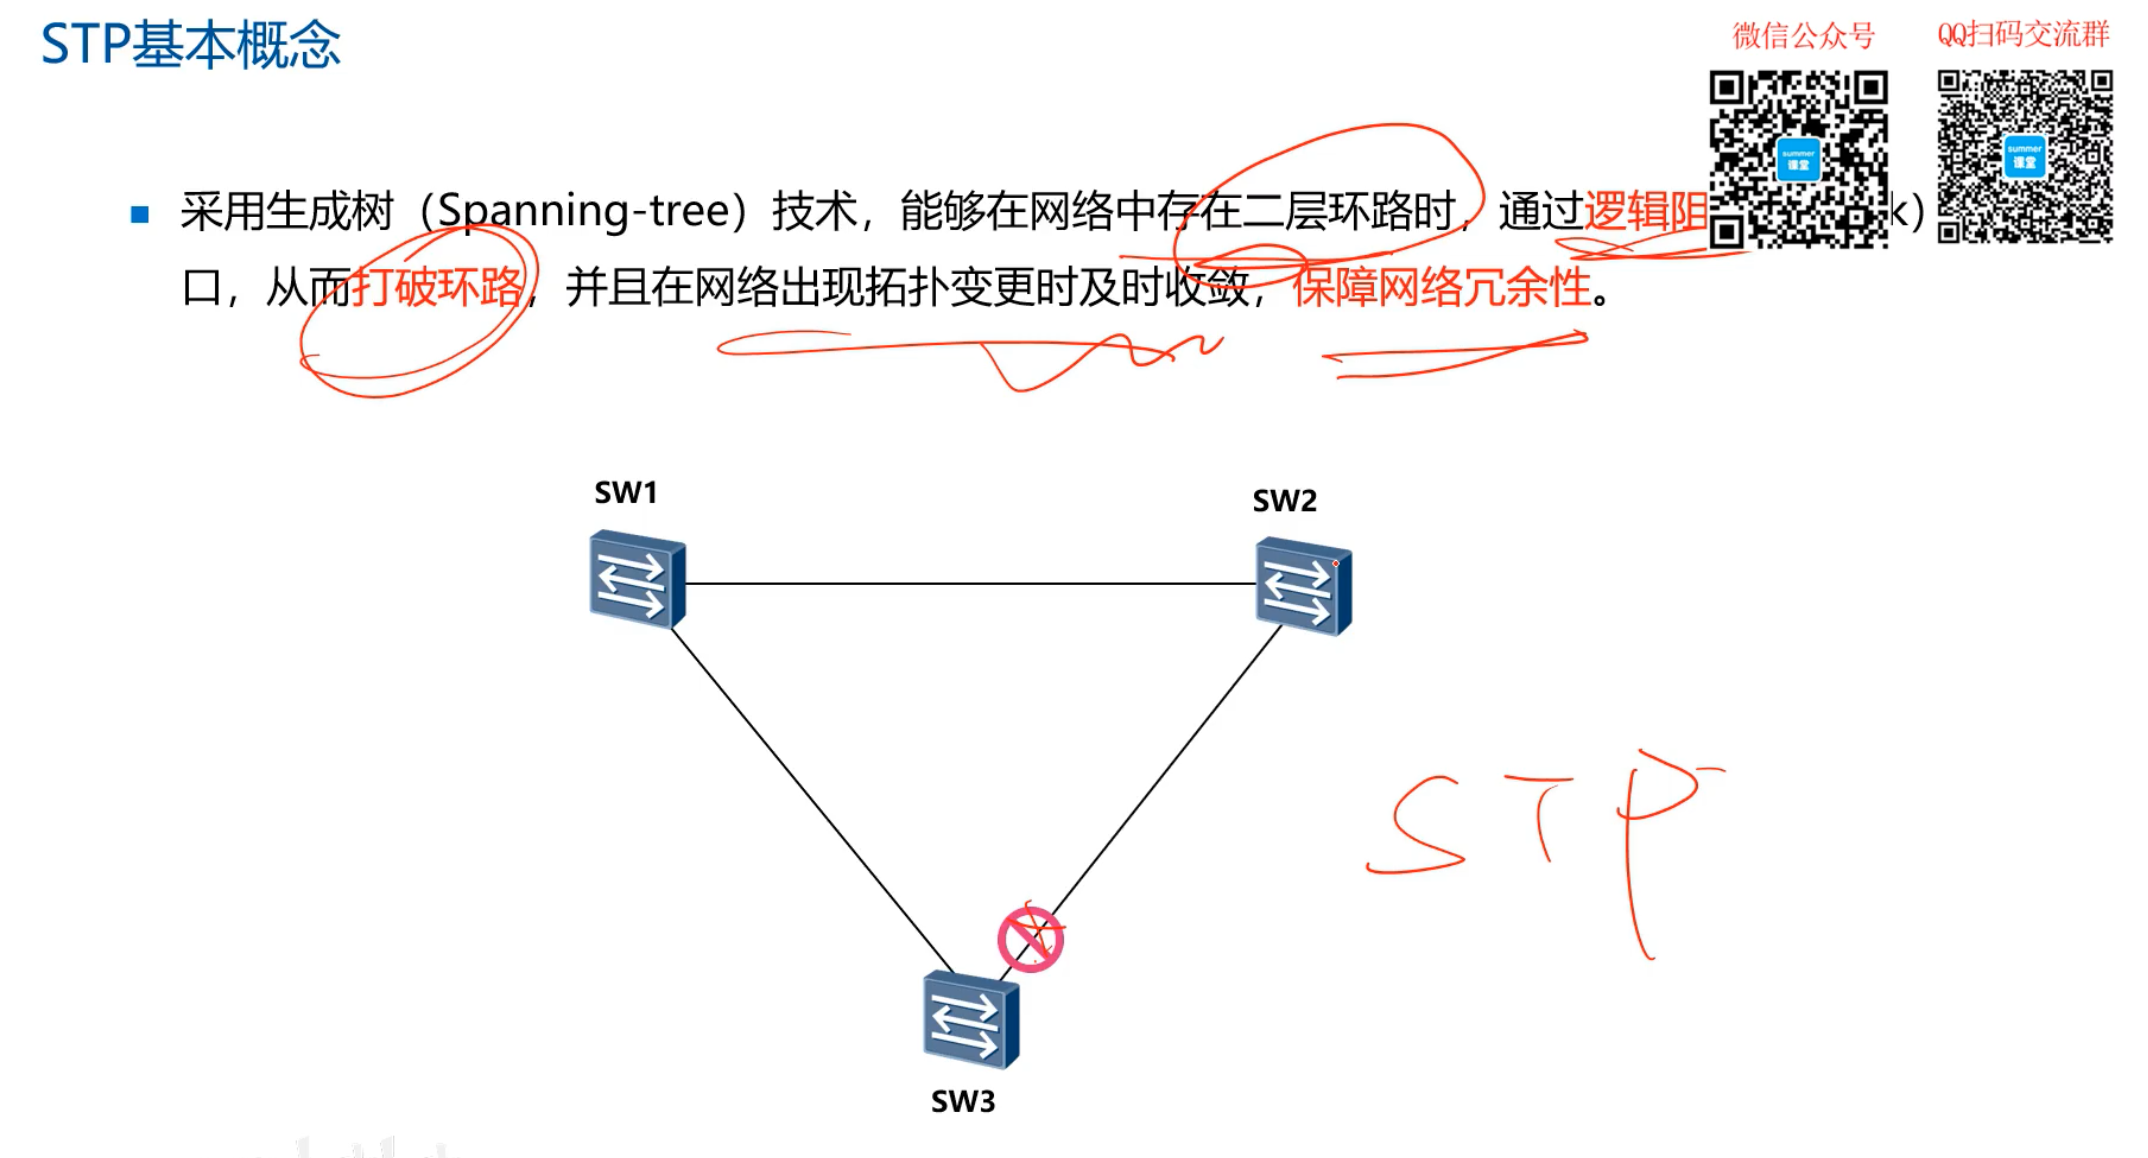 STP基本概念
微信公众号
QQ扫码交流群
summer
课堂
summer
课堂
采用生成树（Spanning-tree）技术，能够在网络中存在二层环路时，通过逻辑阻 k）
口，从而打破环路，并且在网络出现拓扑变更时及时收敛，保障网络冗余性。
SW1
SW2
STP
SW3